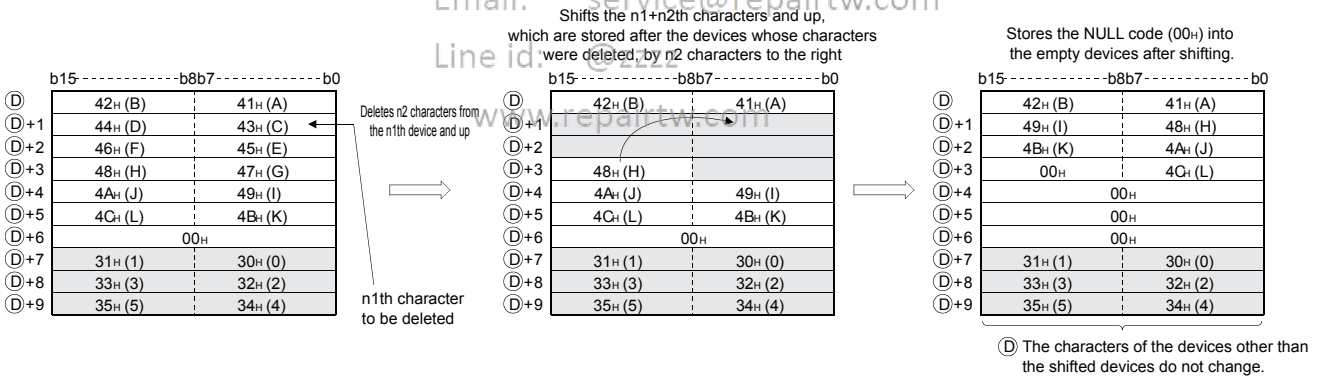 Email: service@repairtw.com
Shifts the n1+n2th characters and up,
which are stored after the devices whose characters
were deleted, by n2 characters to the right
Line id: @zzzz
www.repairtw.com
Stores the NULL code (00H) into
the empty devices after shifting.
b15 b8b7 b0
D 42H (B) 41H (A)
D+1 44H (D) 43H (C)
D+2 46H (F) 45H (E)
D+3 48H (H) 47H (G)
D+4 4AH (J) 49H (I)
D+5 4CH (L) 4BH (K)
D+6 00H
D+7 31H (1) 30H (0)
D+8 33H (3) 32H (2)
D+9 35H (5) 34H (4)
Deletes n2 characters from
the n1th device and up
n1th character
to be deleted
b15 b8b7 b0
D 42H (B) 41H (A)
D+1
D+2
D+3 48H (H)
D+4 4AH (J) 49H (I)
D+5 4CH (L) 4BH (K)
D+6 00H
D+7 31H (1) 30H (0)
D+8 33H (3) 32H (2)
D+9 35H (5) 34H (4)
b15 b8b7 b0
D 42H (B) 41H (A)
D+1 49H (I) 48H (H)
D+2 4BH (K) 4AH (J)
D+3 00H 4CH (L)
D+4 00H
D+5 00H
D+6 00H
D+7 31H (1) 30H (0)
D+8 33H (3) 32H (2)
D+9 35H (5) 34H (4)
D The characters of the devices other than
the shifted devices do not change.